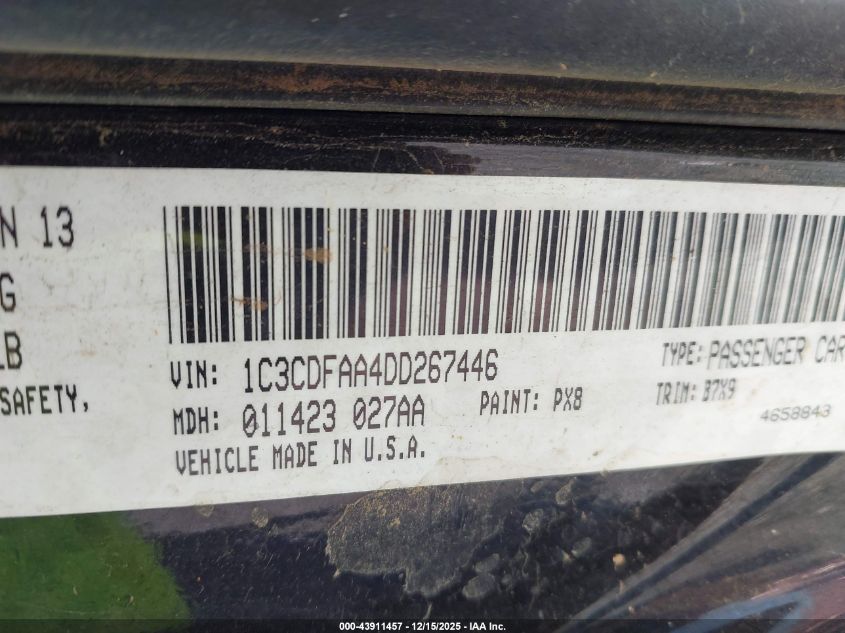 N 13
G
LB
SAFETY,
VIN: 1C3CDFAA4DD267446
TYPE: PASSENGER CAR
MDH: 011423 027AA
PAINT: PX8
TRIM: B7X9
4658843
VEHICLE MADE IN U.S.A.
000-43911457 - 12/15/2025 - IAA Inc.